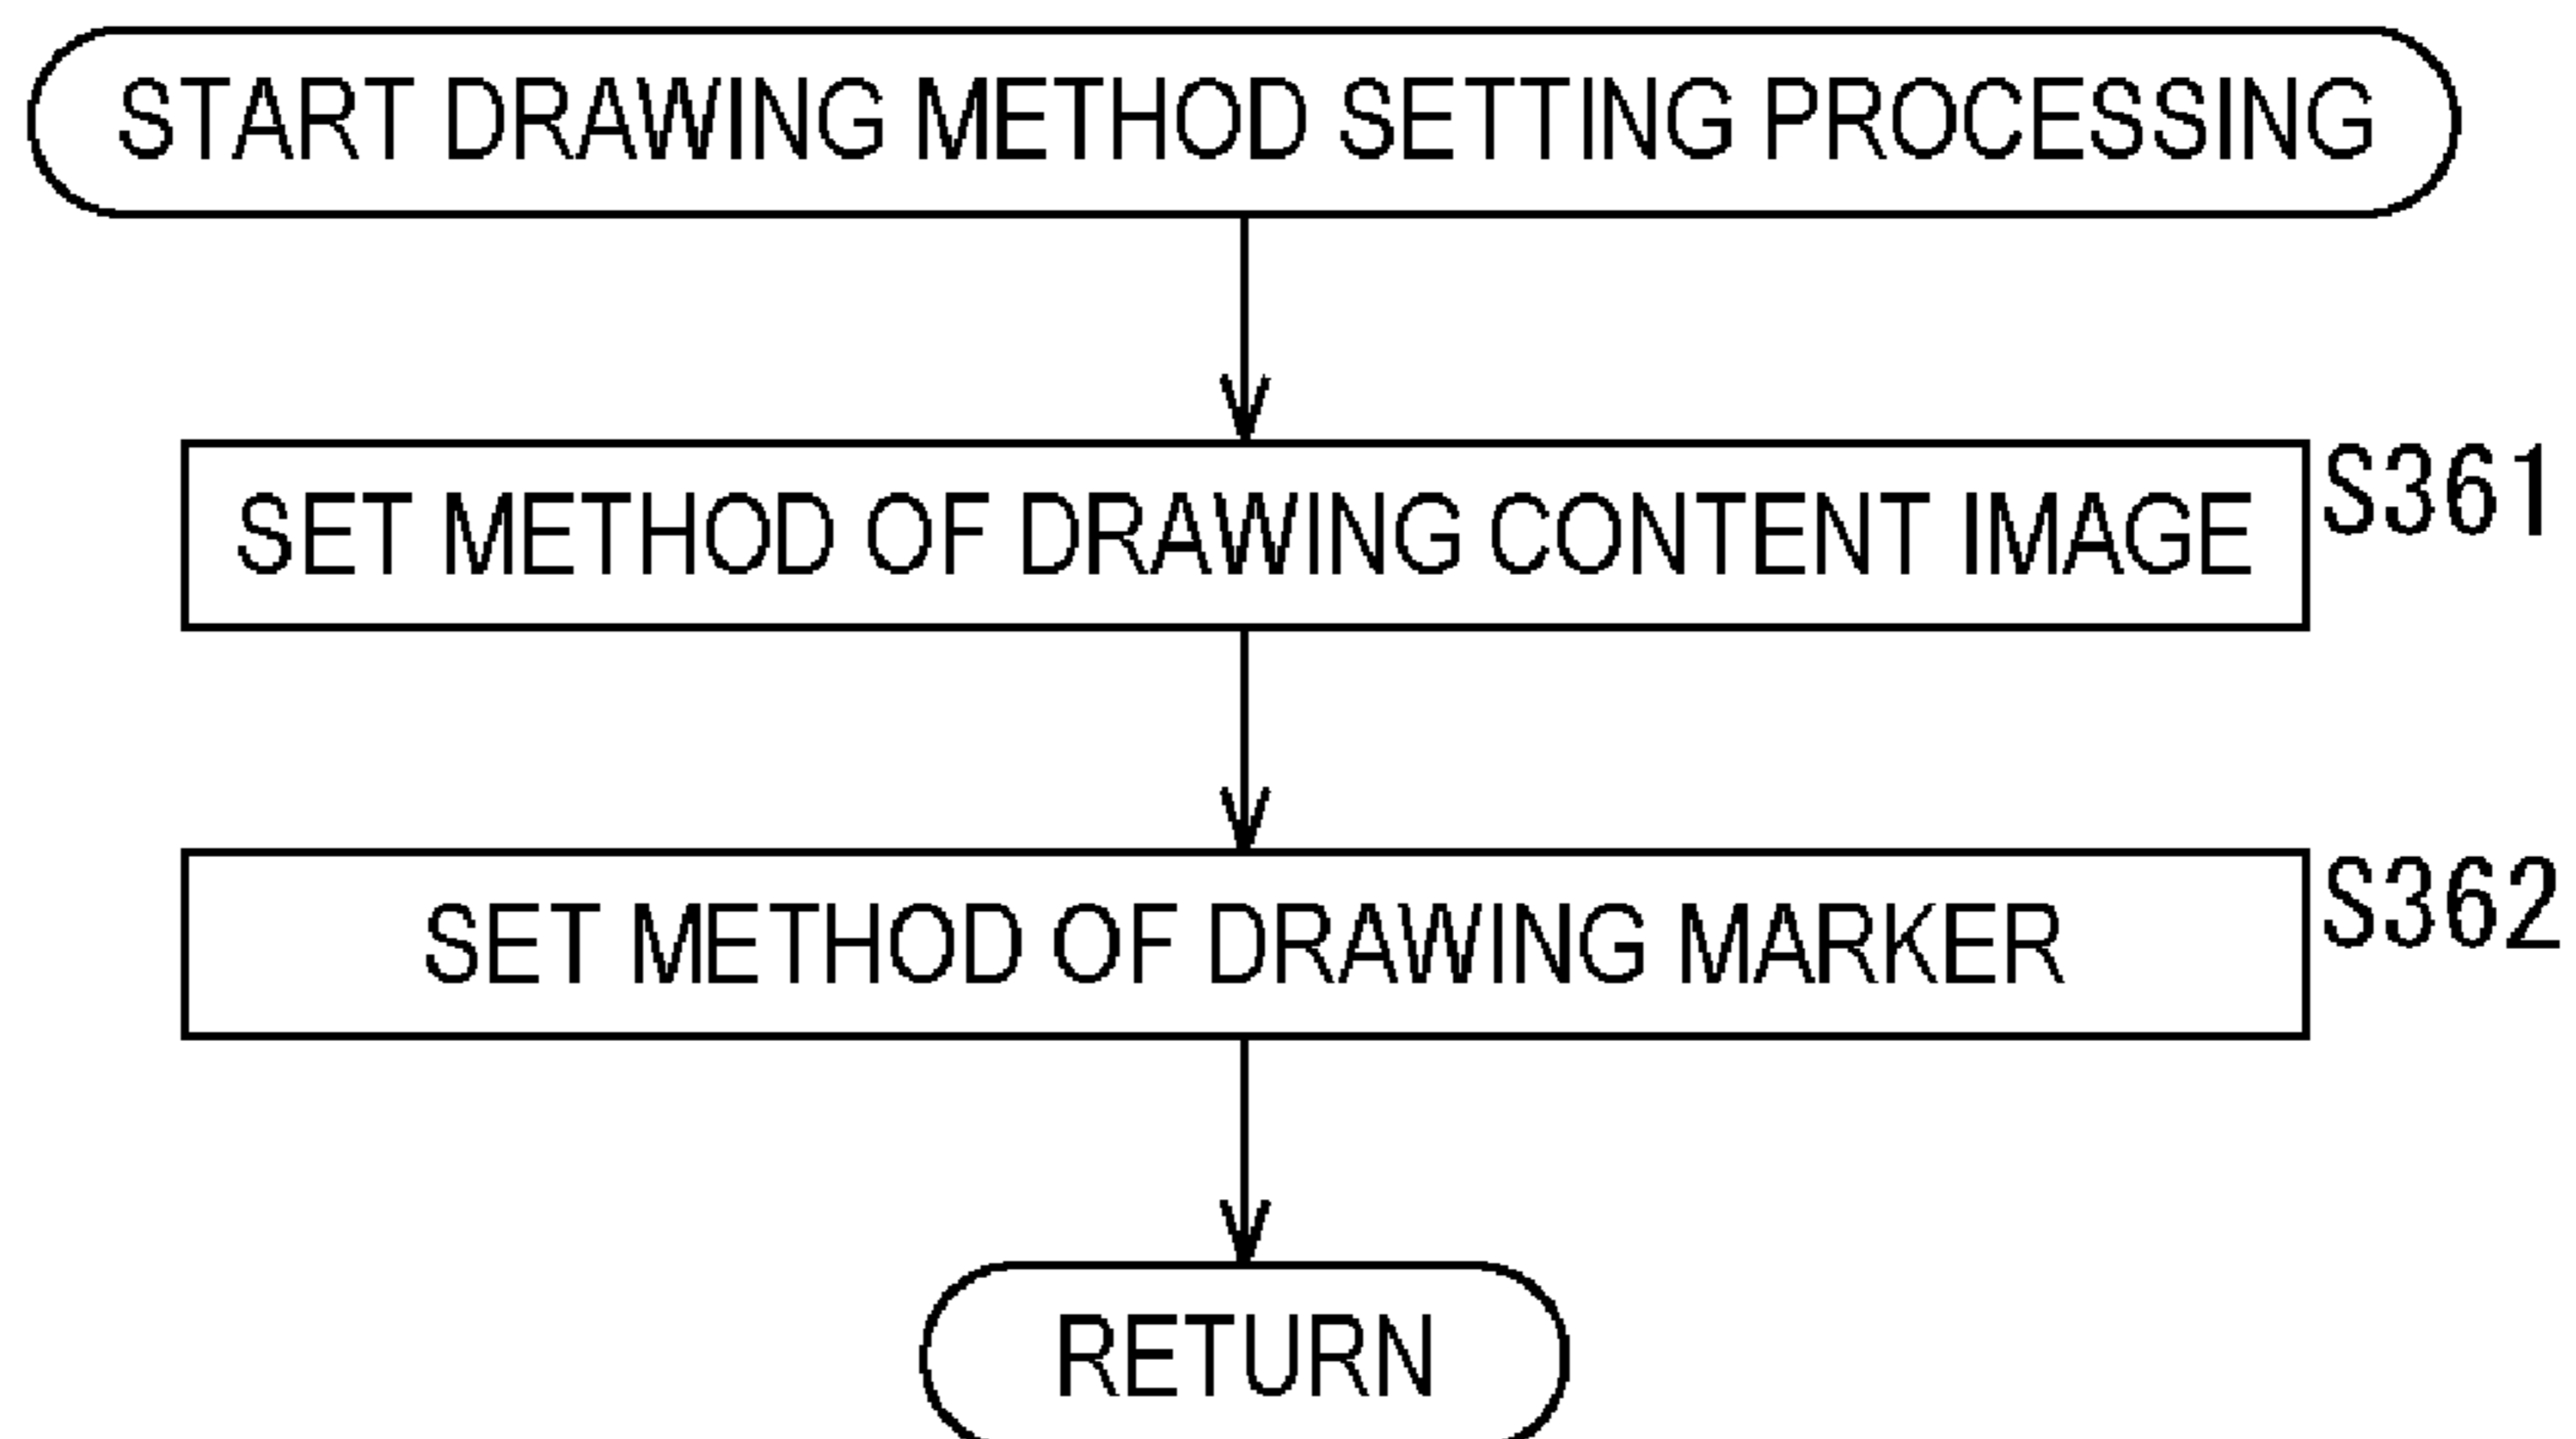 START DRAWING METHOD SETTING PROCESSING
SET METHOD OF DRAWING CONTENT IMAGE
S361
SET METHOD OF DRAWING MARKER
S362
RETURN